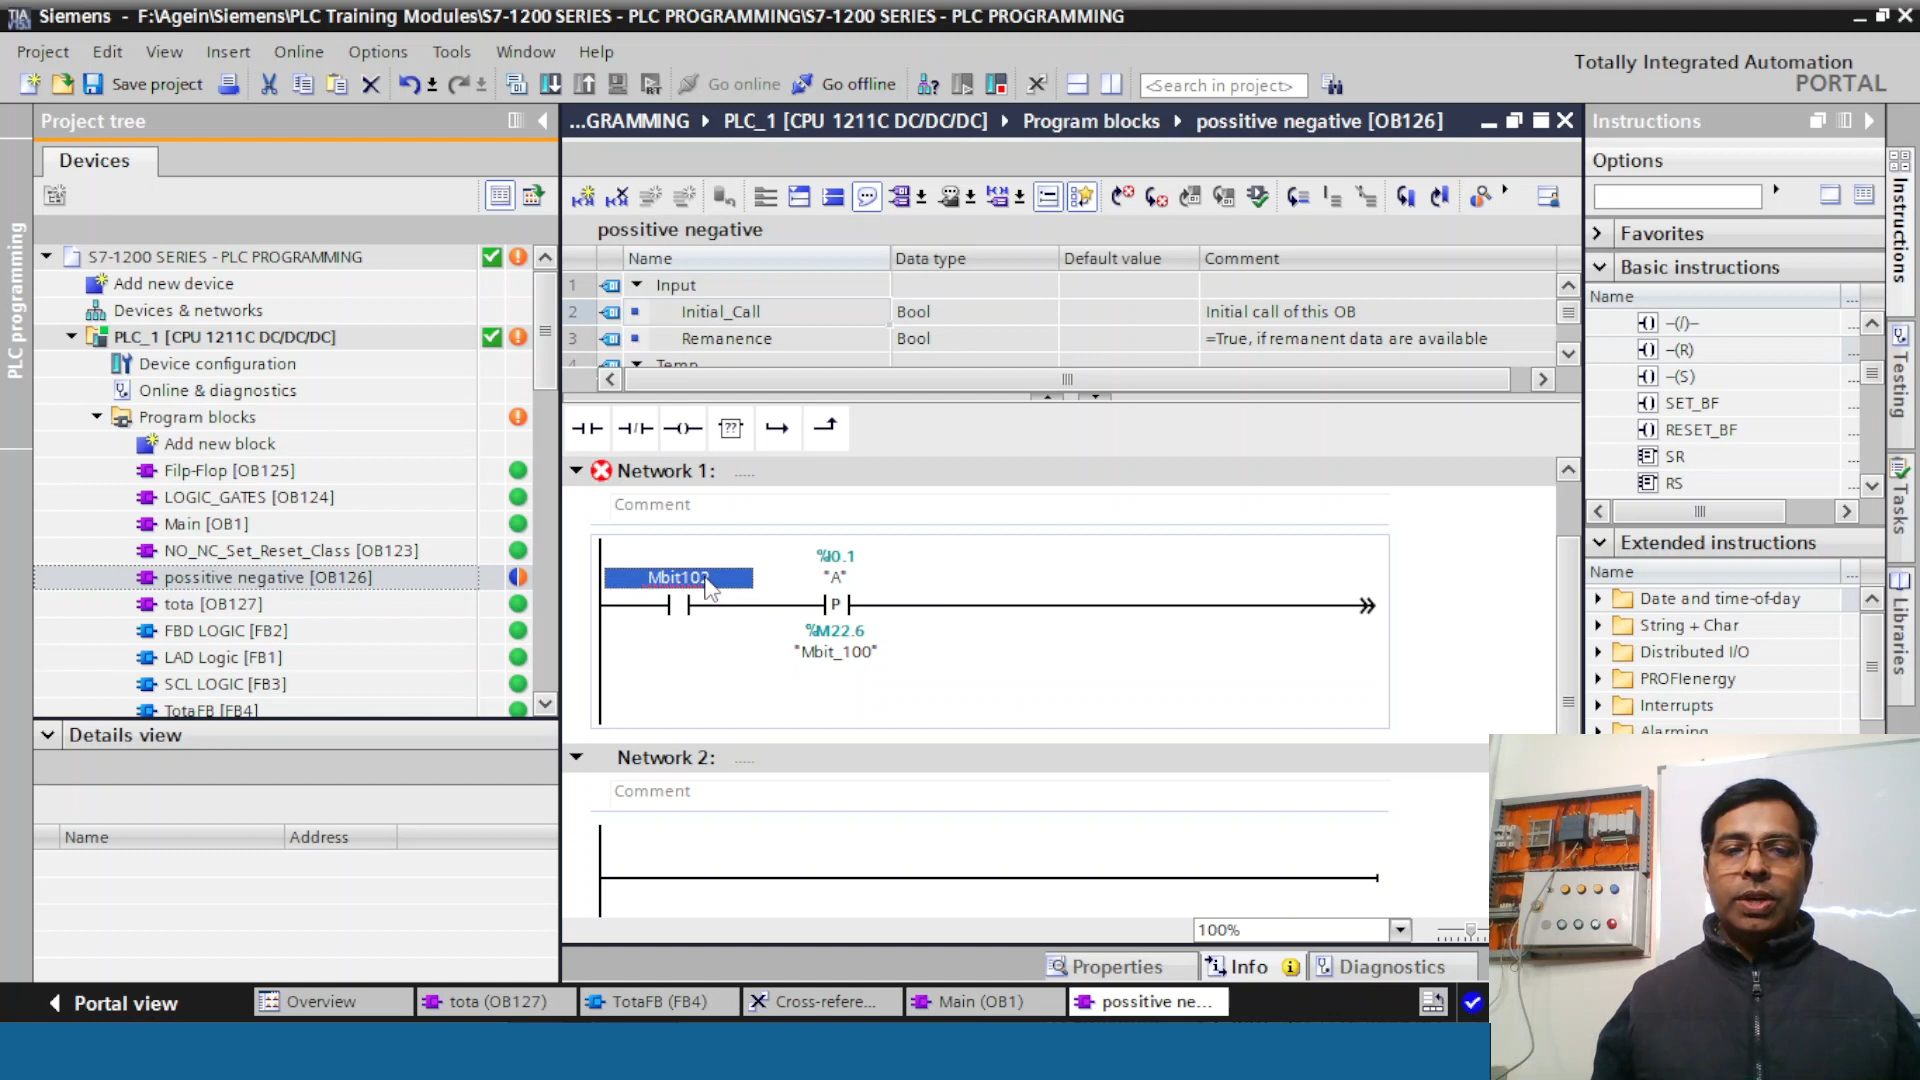 Siemens - F:\Agein\Siemens\PLC Training Modules\S7-1200 SERIES - PLC PROGRAMMING\S7-1200 SERIES - PLC PROGRAMMING
Project Edit View Insert Online Options Tools Window Help
Totally Integrated Automation
PORTAL
Save project
Go online
Go offline
<Search in project>
Project tree
Devices
PLC programming
S7-1200 SERIES - PLC PROGRAMMING
Add new device
Devices & networks
PLC_1 [CPU 1211C DC/DC/DC]
Device configuration
Online & diagnostics
Program blocks
Add new block
Filp-Flop [OB125]
LOGIC_GATES [OB124]
Main [OB1]
NO_NC_Set_Reset_Class [OB123]
possitive negative [OB126]
tota [OB127]
FBD LOGIC [FB2]
LAD Logic [FB1]
SCL LOGIC [FB3]
TotaFB [FB4]
Details view
Name Address
...GRAMMING PLC_1 [CPU 1211C DC/DC/DC] Program blocks possitive negative [OB126]
possitive negative
Name Data type Default value Comment
1 Input
2 Initial_Call Bool Initial call of this OB
3 Remanence Bool =True, if remanent data are available
4 Temp
??
Network 1: .....
Comment
%I0.1
Mbit102 "A"
P
%M22.6
"Mbit_100"
Network 2: .....
Comment
100%
Properties Info Diagnostics
Instructions
Options
Favorites
Basic instructions
Name ...
-(/)-
-(R) ...
-(S) ...
SET_BF ...
RESET_BF ...
SR ...
RS ...
Extended instructions
Name ...
Date and time-of-day
String + Char
Distributed I/O
PROFIenergy
Interrupts
Alarming
Instructions
Testing
Tasks
Libraries
Portal view
Overview
tota (OB127)
TotaFB (FB4)
Cross-refere...
Main (OB1)
possitive ne...